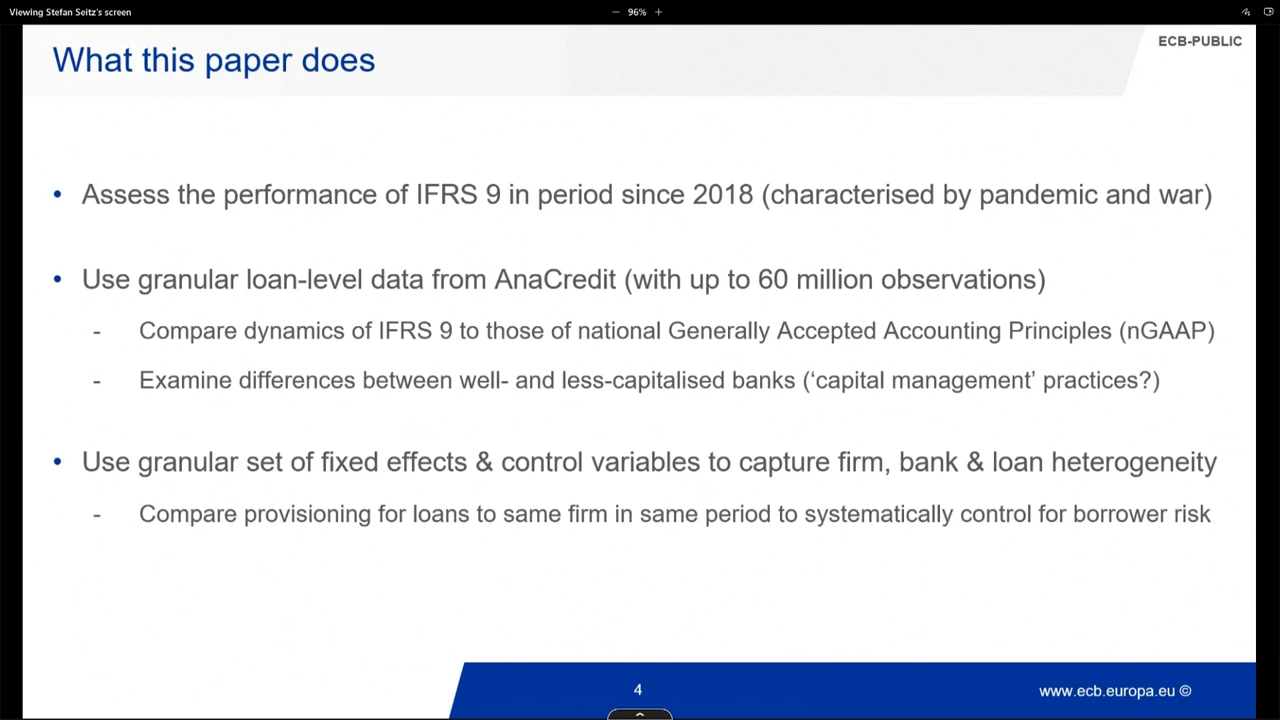 Viewing Stefan Seitz's screen
− 96% +
ECB-PUBLIC
What this paper does
• Assess the performance of IFRS 9 in period since 2018 (characterised by pandemic and war)
• Use granular loan-level data from AnaCredit (with up to 60 million observations)
- Compare dynamics of IFRS 9 to those of national Generally Accepted Accounting Principles (nGAAP)
- Examine differences between well- and less-capitalised banks (‘capital management’ practices?)
• Use granular set of fixed effects & control variables to capture firm, bank & loan heterogeneity
- Compare provisioning for loans to same firm in same period to systematically control for borrower risk
4
www.ecb.europa.eu ©